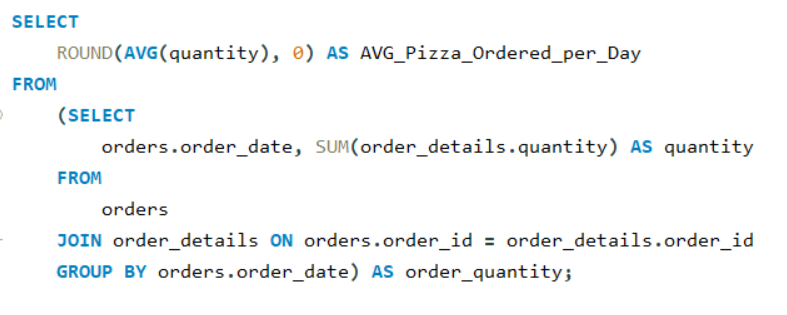 SELECT
ROUND(AVG(quantity), 0) AS AVG_Pizza_Ordered_per_Day
FROM
(SELECT
orders.order_date, SUM(order_details.quantity) AS quantity
FROM
orders
JOIN order_details ON orders.order_id = order_details.order_id
GROUP BY orders.order_date) AS order_quantity;